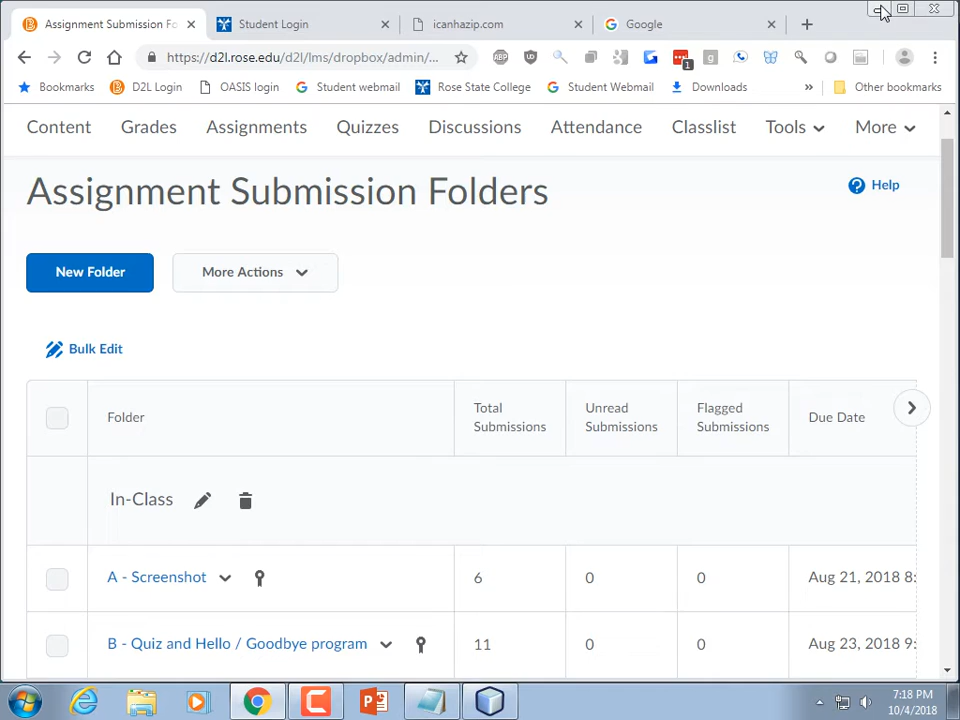 Assignment Submission Fo
Student Login
icanhazip.com
Google
https://d2l.rose.edu/d2l/lms/dropbox/admin/...
ABP
1
g
Bookmarks
D2L Login
OASIS login
Student webmail
Rose State College
Student Webmail
Downloads
»
Other bookmarks
Content
Grades
Assignments
Quizzes
Discussions
Attendance
Classlist
Tools
More
Assignment Submission Folders
Help
New Folder
More Actions
Bulk Edit
Folder
Total
Submissions
Unread
Submissions
Flagged
Submissions
Due Date
In-Class
A - Screenshot
6
0
0
Aug 21, 2018 8:
B - Quiz and Hello / Goodbye program
11
0
0
Aug 23, 2018 9:
7:18 PM
10/4/2018